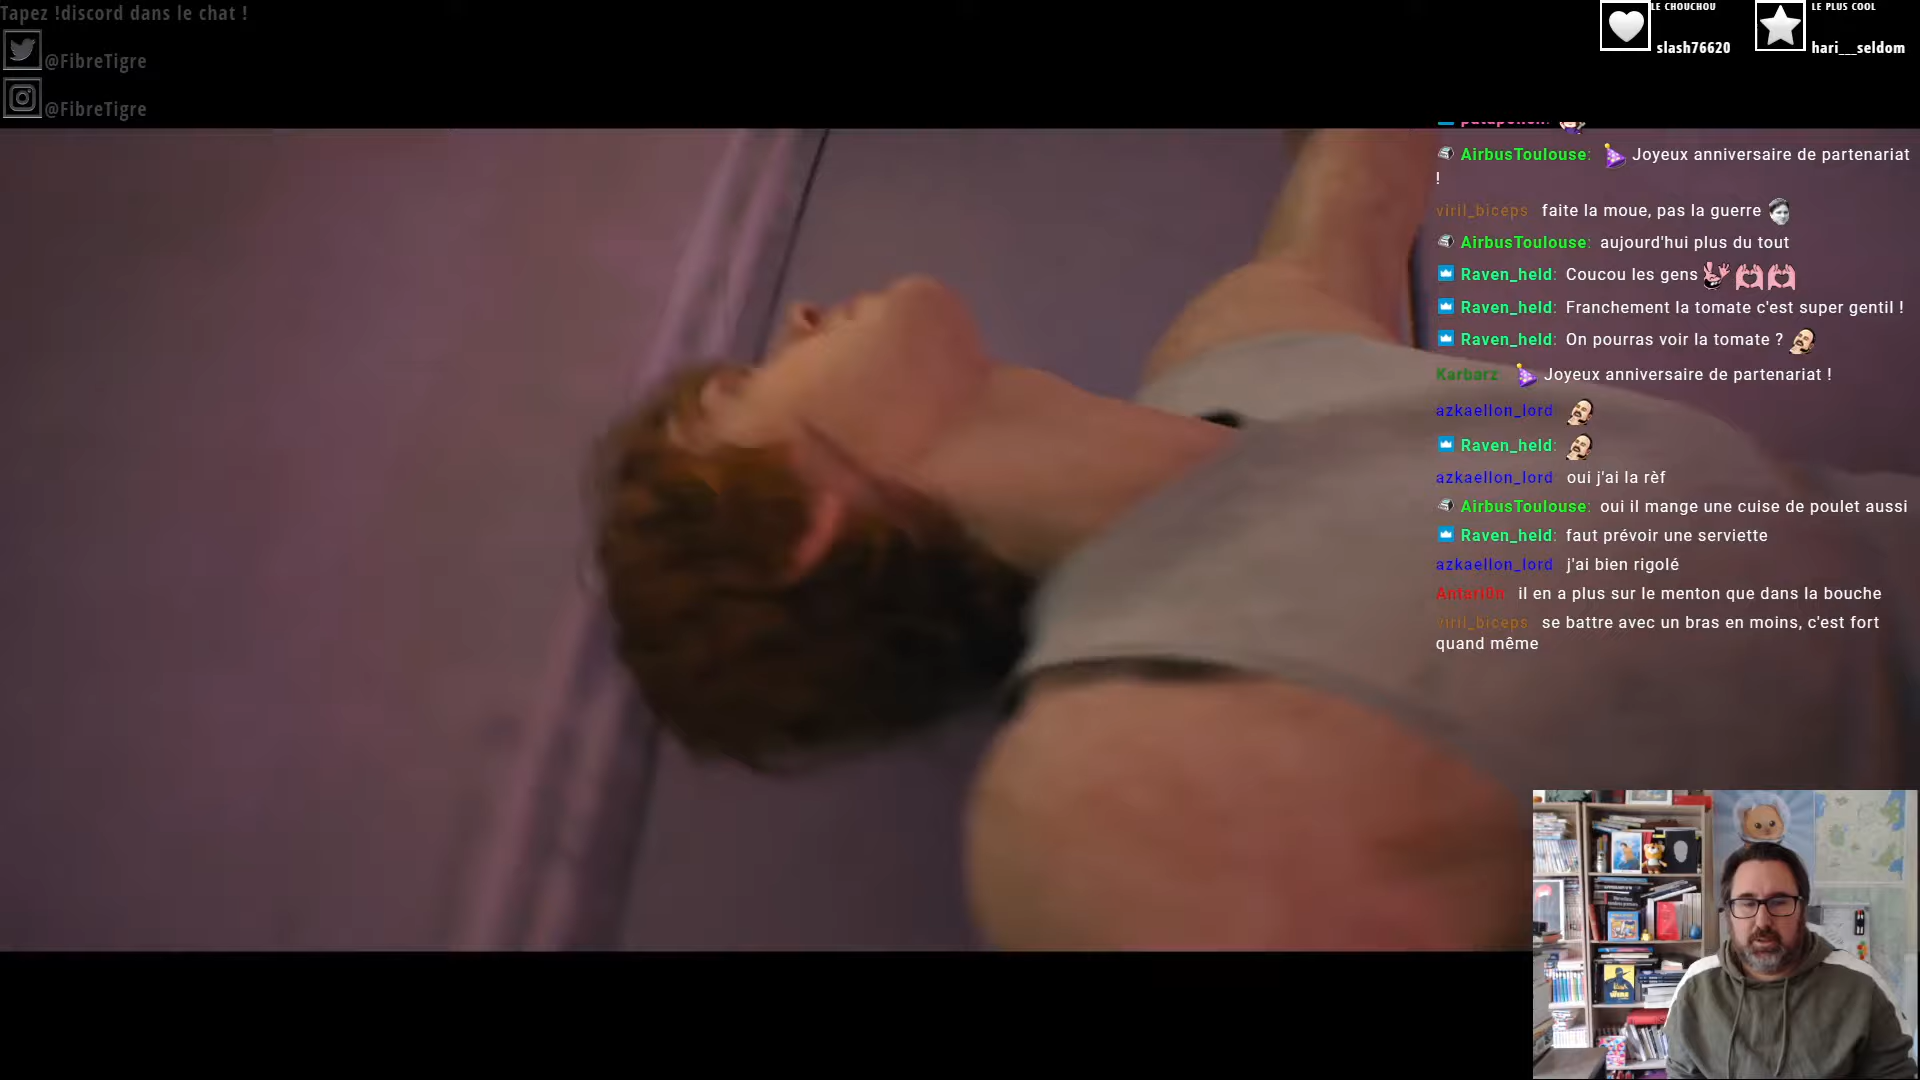 Tapez !discord dans le chat !
@FibreTigre
@FibreTigre
LE CHOUCHOU
slash76620
LE PLUS COOL
hari___seldom
AirbusToulouse: Joyeux anniversaire de partenariat
!
viril_biceps faite la moue, pas la guerre
AirbusToulouse: aujourd'hui plus du tout
Raven_held: Coucou les gens
Raven_held: Franchement la tomate c'est super gentil !
Raven_held: On pourras voir la tomate ?
Karbarz Joyeux anniversaire de partenariat !
azkaellon_lord
Raven_held:
azkaellon_lord oui j'ai la rèf
AirbusToulouse: oui il mange une cuise de poulet aussi
Raven_held: faut prévoir une serviette
azkaellon_lord j'ai bien rigolé
Antari0n il en a plus sur le menton que dans la bouche
viril_biceps se battre avec un bras en moins, c'est fort
quand même